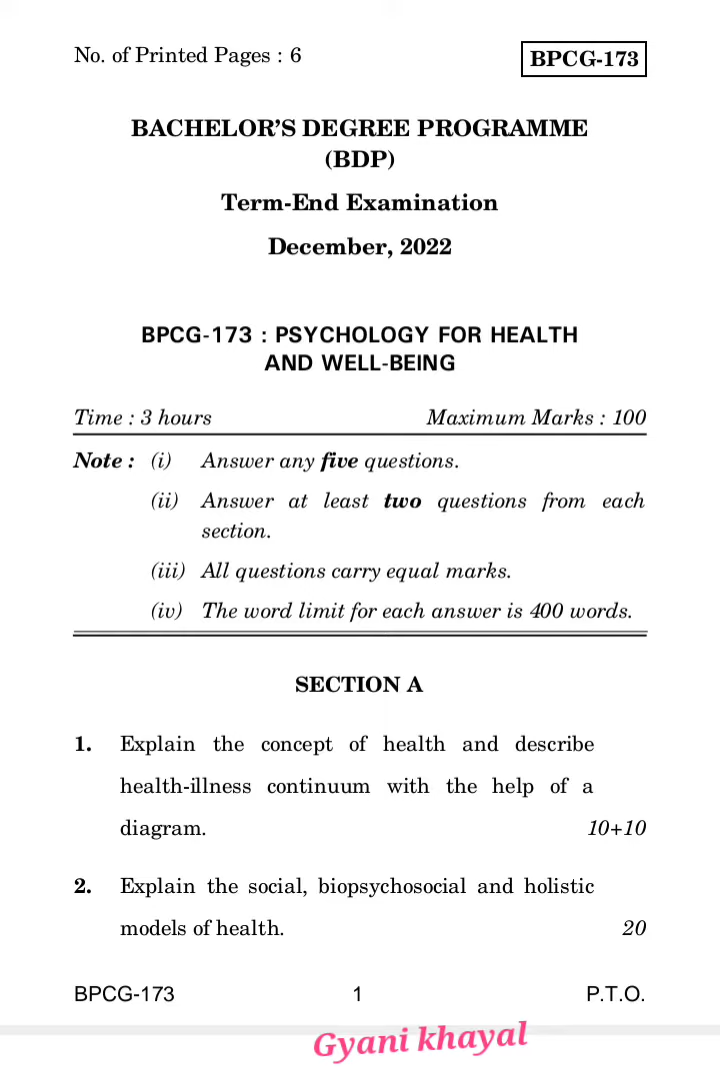 No. of Printed Pages : 6
BPCG-173
BACHELOR'S DEGREE PROGRAMME
(BDP)
Term-End Examination
December, 2022
BPCG-173 : PSYCHOLOGY FOR HEALTH
AND WELL-BEING
Time : 3 hours
Maximum Marks : 100
Note : (i) Answer any five questions.
(ii) Answer at least two questions from each
section.
(iii) All questions carry equal marks.
(iv) The word limit for each answer is 400 words.
SECTION A
1. Explain the concept of health and describe
health-illness continuum with the help of a
diagram. 10+10
2. Explain the social, biopsychosocial and holistic
models of health. 20
BPCG-173 1 P.T.O.
Gyani khayal